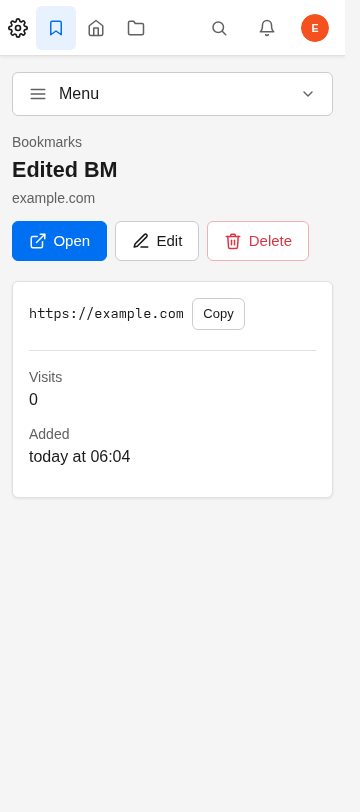 E
Menu
Bookmarks
Edited BM
example.com
Open Edit Delete
https://example.com Copy
Visits
0
Added
today at 06:04